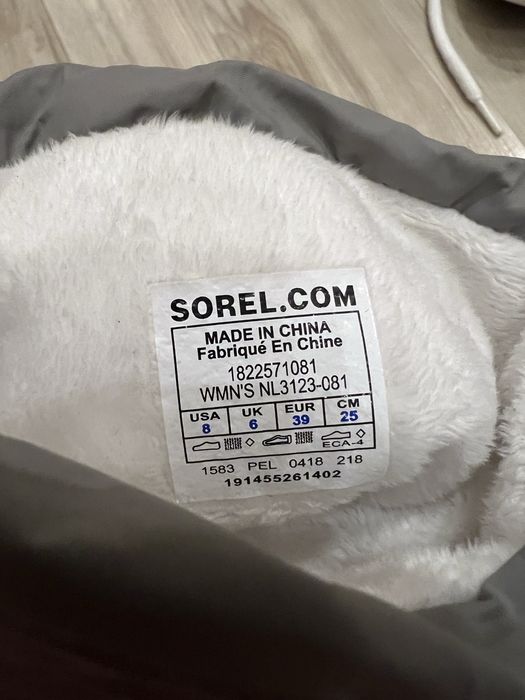 SOREL.COM
MADE IN CHINA
Fabriqué En Chine
1822571081
WMN'S NL3123-081
USA UK EUR CM
8 6 39 25
ECA-4
1583 PEL 0418 218
191455261402